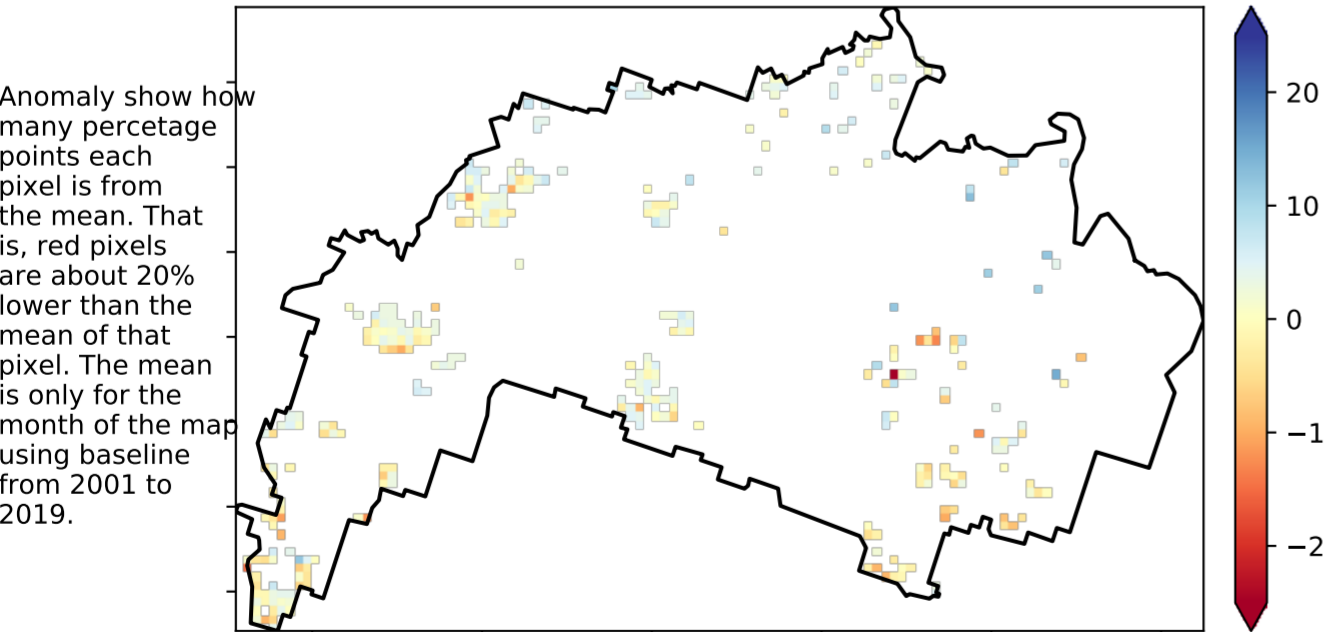 Anomaly show how
many percetage
points each
pixel is from
the mean. That
is, red pixels
are about 20%
lower than the
mean of that
pixel. The mean
is only for the
month of the map
using baseline
from 2001 to
2019.
20
10
0
−1
−2